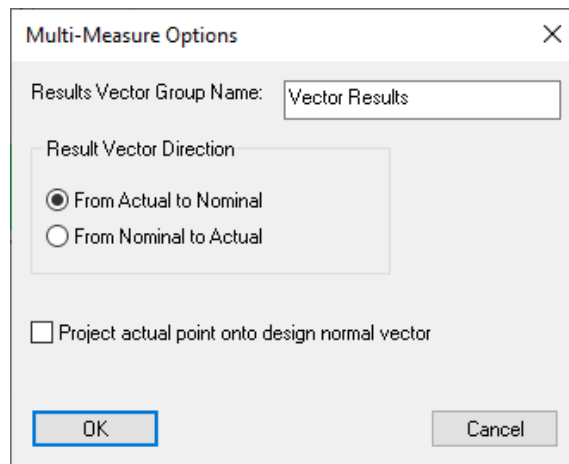 Multi-Measure Options
Results Vector Group Name: Vector Results
Result Vector Direction
From Actual to Nominal
From Nominal to Actual
Project actual point onto design normal vector
OK Cancel